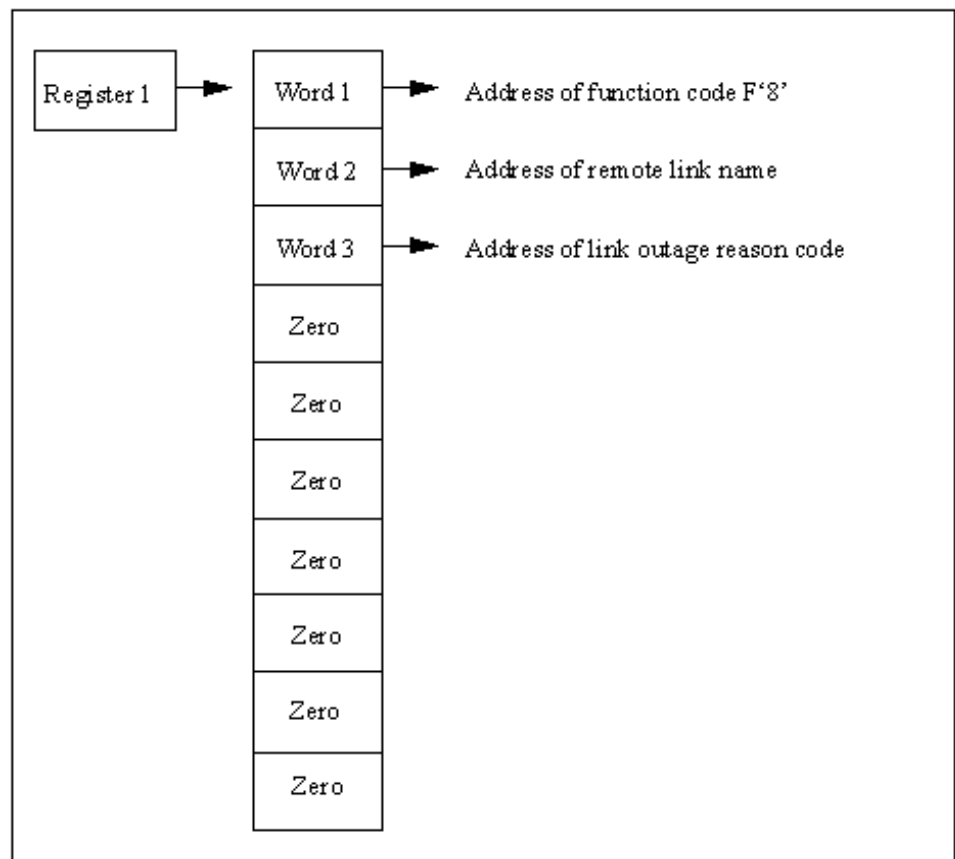 Register 1
Word 1
Address of function code F‘8’
Word 2
Address of remote link name
Word 3
Address of link outage reason code
Zero
Zero
Zero
Zero
Zero
Zero
Zero